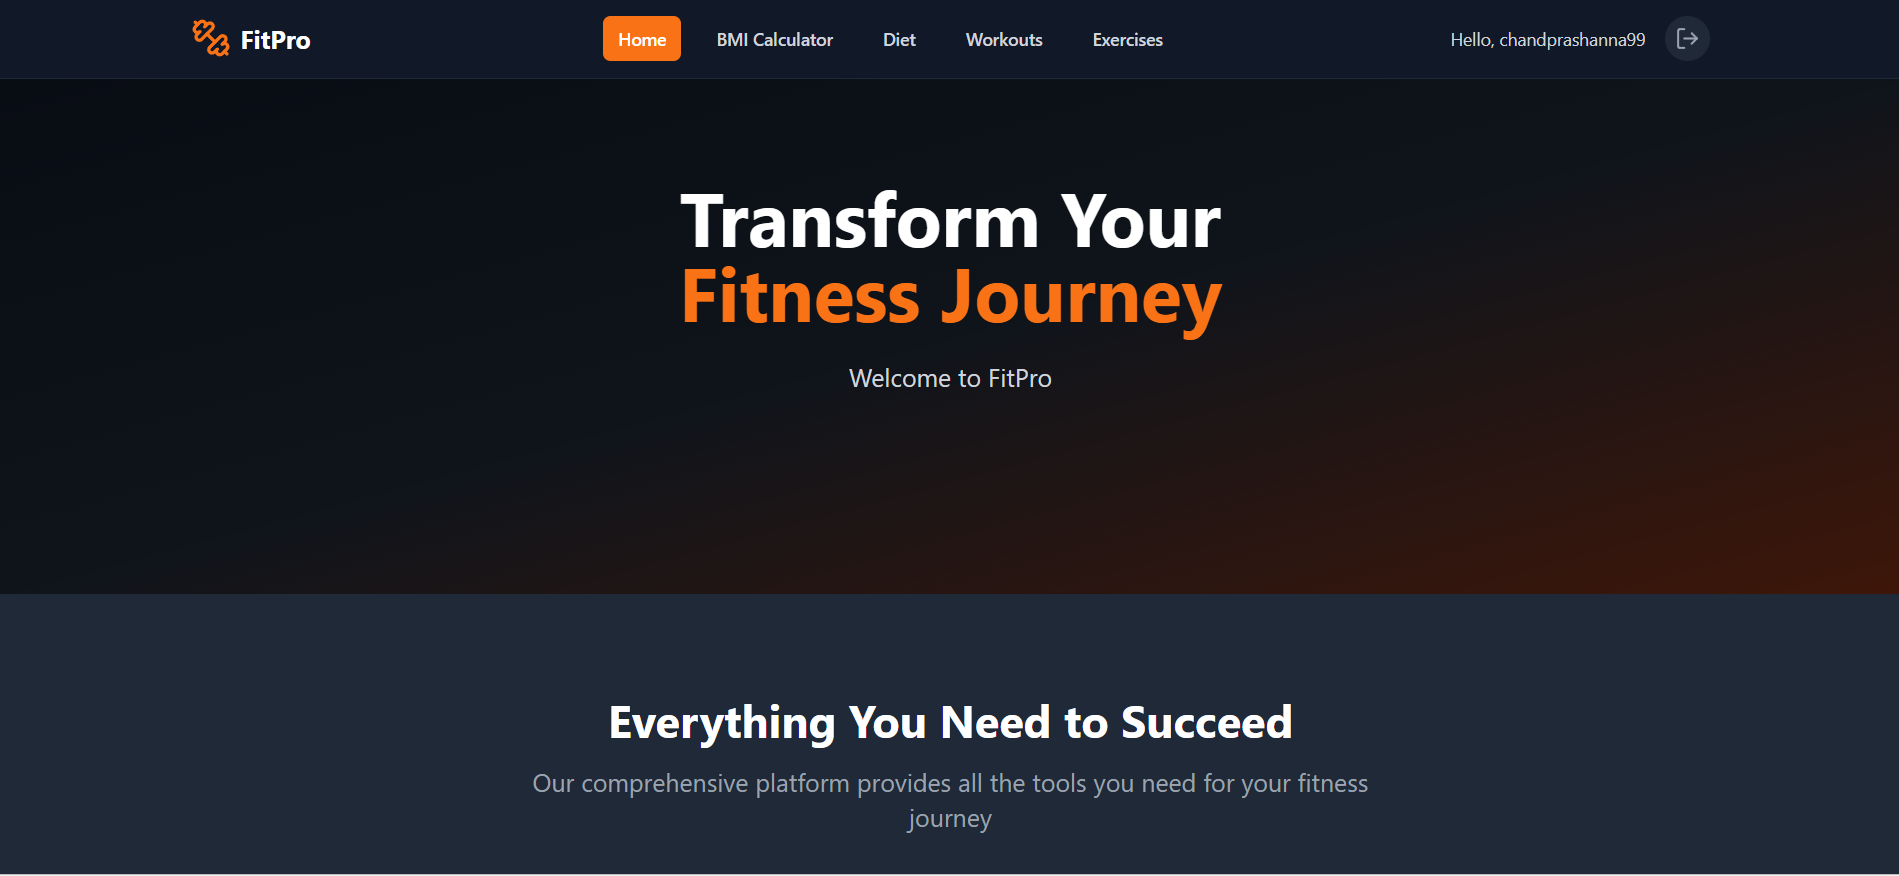 FitPro
Home
BMI Calculator
Diet
Workouts
Exercises
Hello, chandprashanna99
Transform Your
Fitness Journey
Welcome to FitPro
Everything You Need to Succeed
Our comprehensive platform provides all the tools you need for your fitness
journey